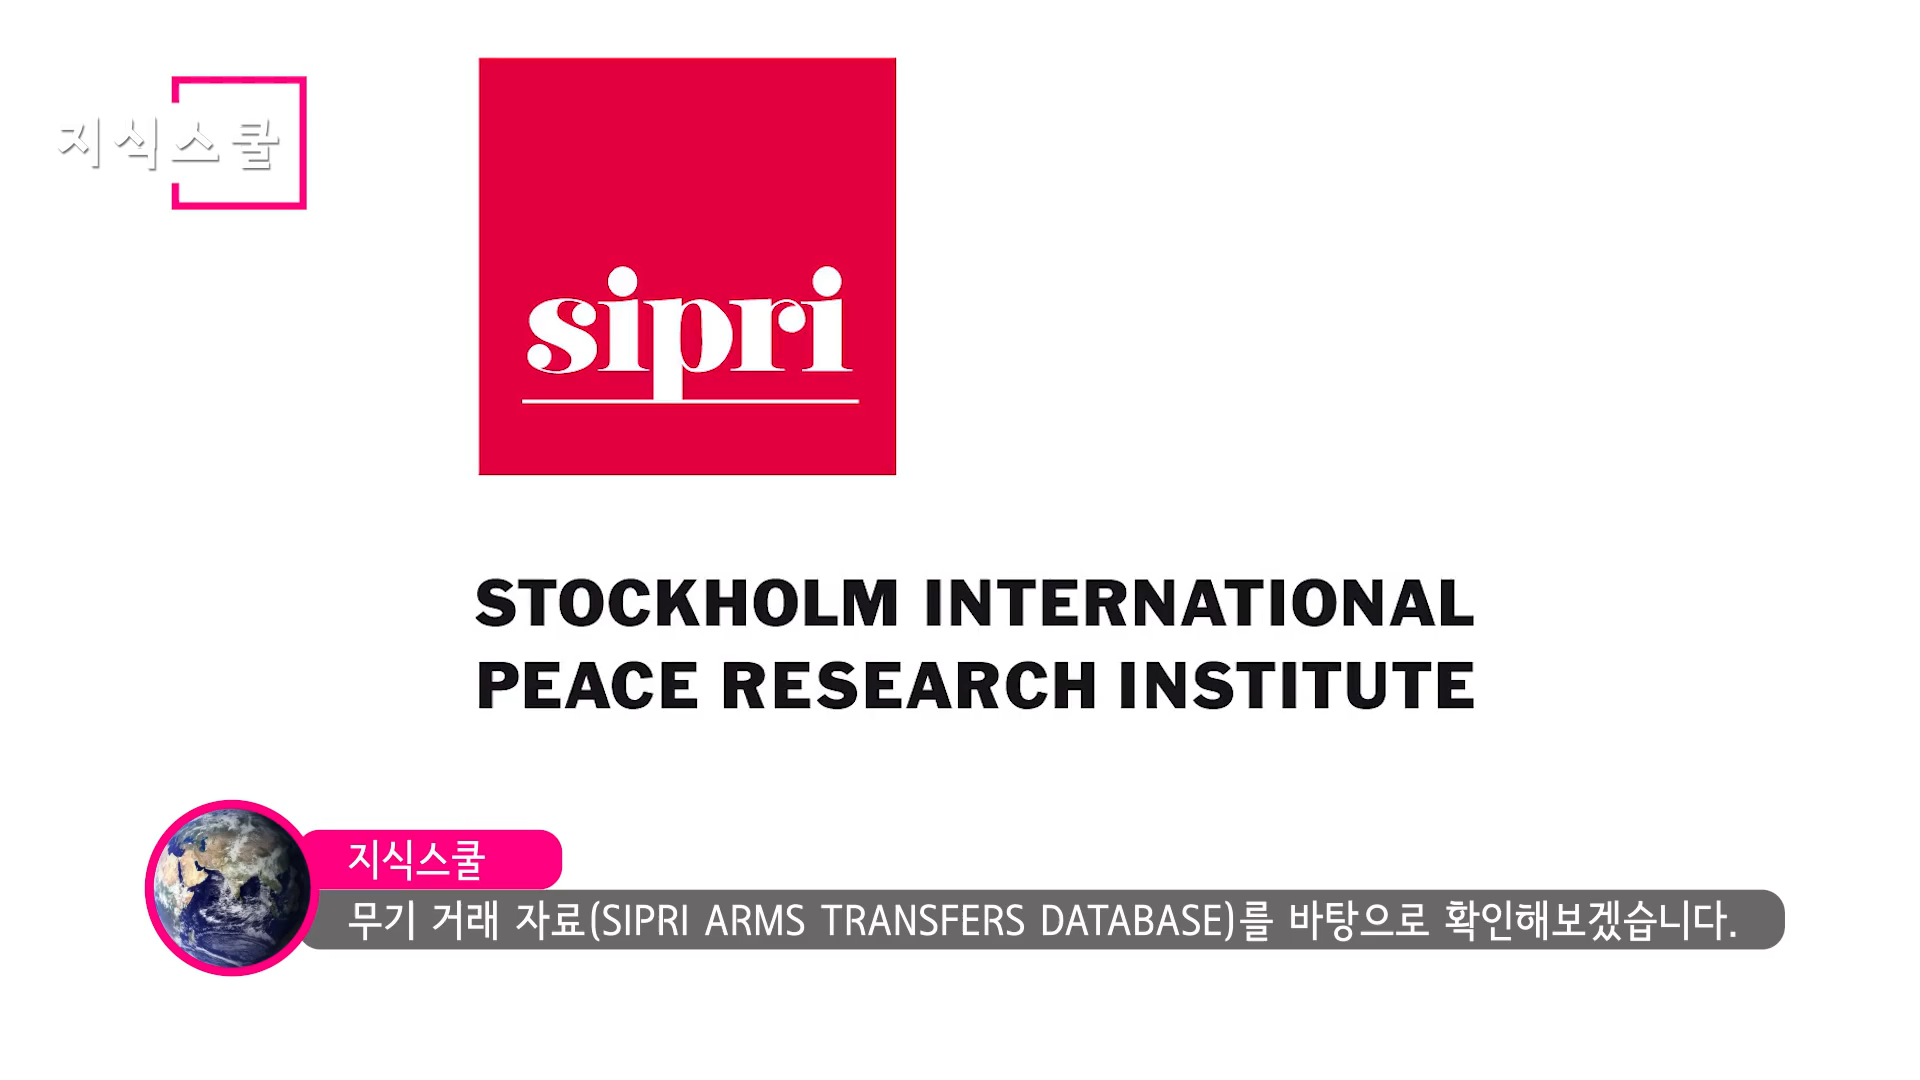 지식스쿨
sipri
STOCKHOLM INTERNATIONAL
PEACE RESEARCH INSTITUTE
지식스쿨
무기 거래 자료(SIPRI ARMS TRANSFERS DATABASE)를 바탕으로 확인해보겠습니다.